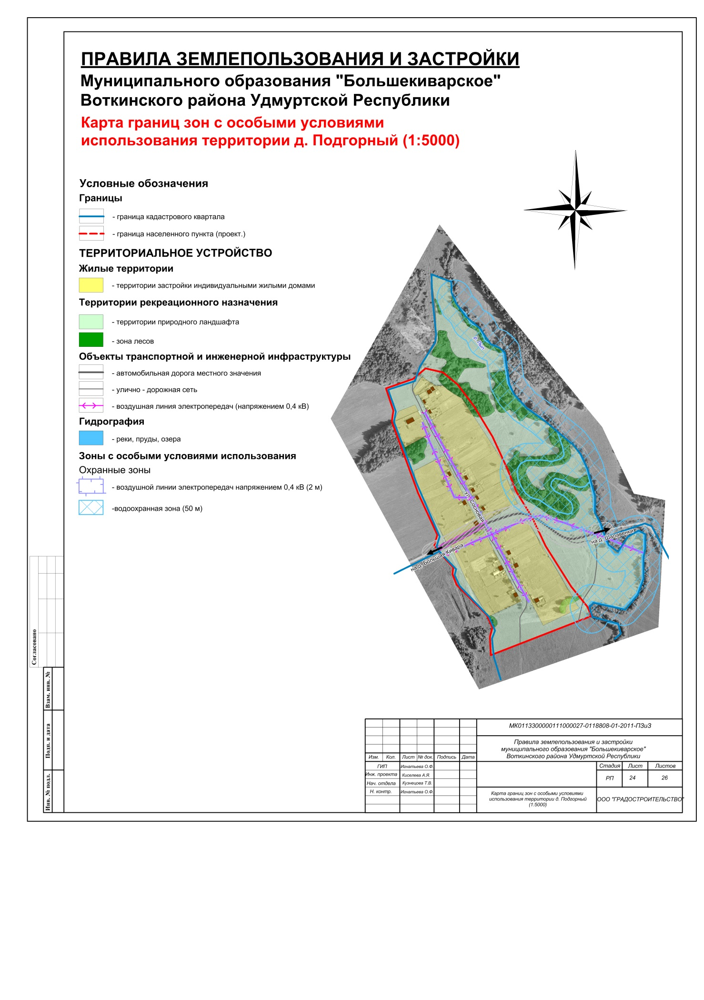 ПРАВИЛА ЗЕМЛЕПОЛЬЗОВАНИЯ И ЗАСТРОЙКИ
Муниципального образования "Большекиварское"
Воткинского района Удмуртской Республики
Карта границ зон с особыми условиями
использования территории д. Подгорный (1:5000)
Условные обозначения
Границы
- граница кадастрового квартала
- граница населенного пункта (проект.)
ТЕРРИТОРИАЛЬНОЕ УСТРОЙСТВО
Жилые территории
- территории застройки индивидуальными жилыми домами
Территории рекреационного назначения
- территории природного ландшафта
- зона лесов
Объекты транспортной и инженерной инфраструктуры
- автомобильная дорога местного значения
- улично - дорожная сеть
- воздушная линия электропередач (напряжением 0,4 кВ)
Гидрография
- реки, пруды, озера
Зоны с особыми условиями использования
Охранные зоны
- воздушной линии электропередач напряжением 0,4 кВ (2 м)
-водоохранная зона (50 м)
р. Лып
ул. Сосновая
на д. Большая Кивара
на д. Шалавенки
Согласовано
Взам. инв. №
Подп. и дата
Инв. № подл.
МК0113300000111000027-0118808-01-2011-ПЗиЗ
Правила землепользования и застройки
муниципального образования "Большекиварское"
Воткинского района Удмуртской Республики
Изм. Кол. Лист № док. Подпись Дата
ГИП Игнатьева О.Ф.
Инж. проекта Киселева А.Я.
Нач. отдела Кузнецова Т.В.
Н. контр. Игнатьева О.Ф.
Стадия Лист Листов
РП 24 26
Карта границ зон с особыми условиями
использования территории д. Подгорный
(1:5000)
ООО "ГРАДОСТРОИТЕЛЬСТВО"